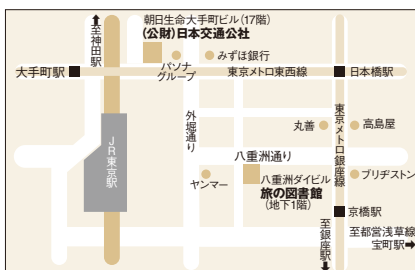 朝日生命大手町ビル(17階)
(公財)日本交通公社
至神田駅
パソナ
グループ
みずほ銀行
大手町駅
東京メトロ東西線
日本橋駅
外堀通り
丸善
髙島屋
東京メトロ銀座線
JR東京駅
八重洲通り
ヤンマー
八重洲ダイビル
旅の図書館
(地下1階)
ブリヂストン
京橋駅
至銀座駅
至都営浅草線
宝町駅